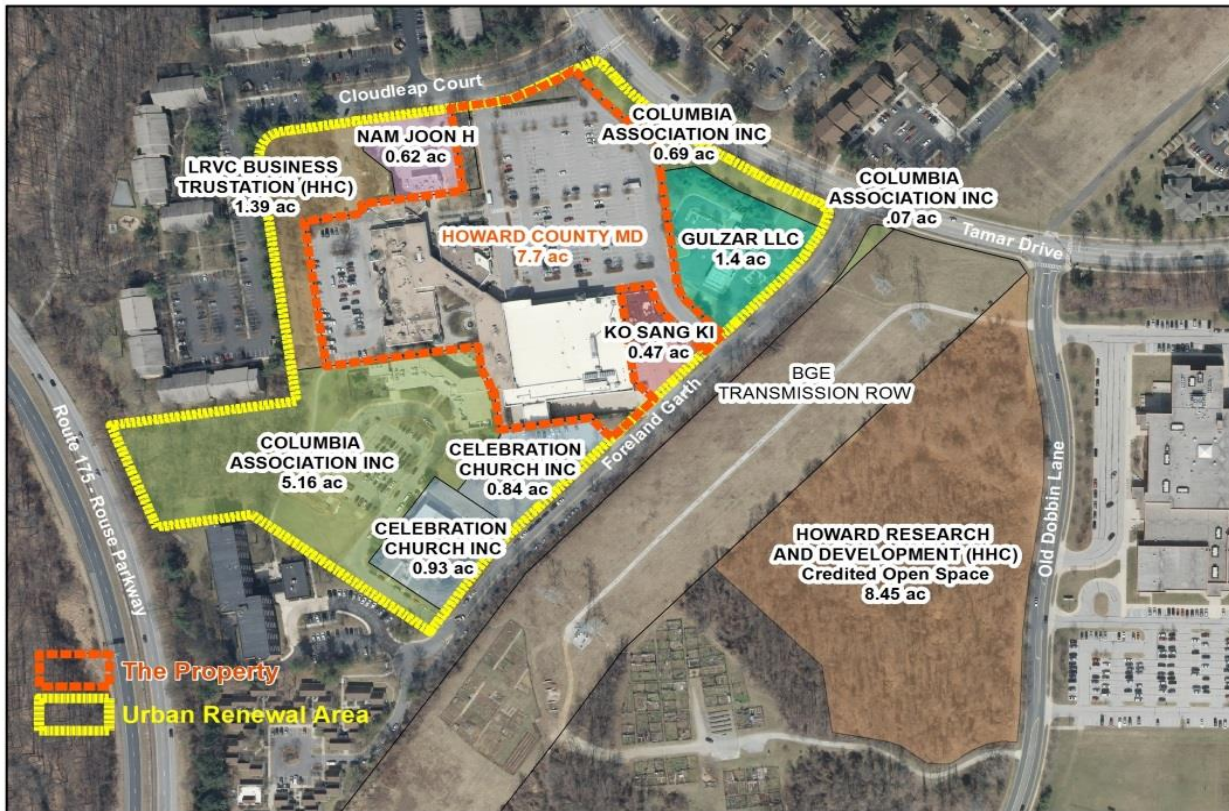 Cloudleap Court
NAM JOON H
0.62 ac
COLUMBIA
ASSOCIATION INC
0.69 ac
LRVC BUSINESS
TRUSTATION (HHC)
1.39 ac
COLUMBIA
ASSOCIATION INC
.07 ac
HOWARD COUNTY MD
7.7 ac
GULZAR LLC
1.4 ac
Tamar Drive
KO SANG KI
0.47 ac
BGE
TRANSMISSION ROW
Route 175 - Rouse Parkway
COLUMBIA
ASSOCIATION INC
5.16 ac
CELEBRATION
CHURCH INC
0.84 ac
Foreland Garth
CELEBRATION
CHURCH INC
0.93 ac
HOWARD RESEARCH
AND DEVELOPMENT (HHC)
Credited Open Space
8.45 ac
Old Dobbin Lane
The Property
Urban Renewal Area